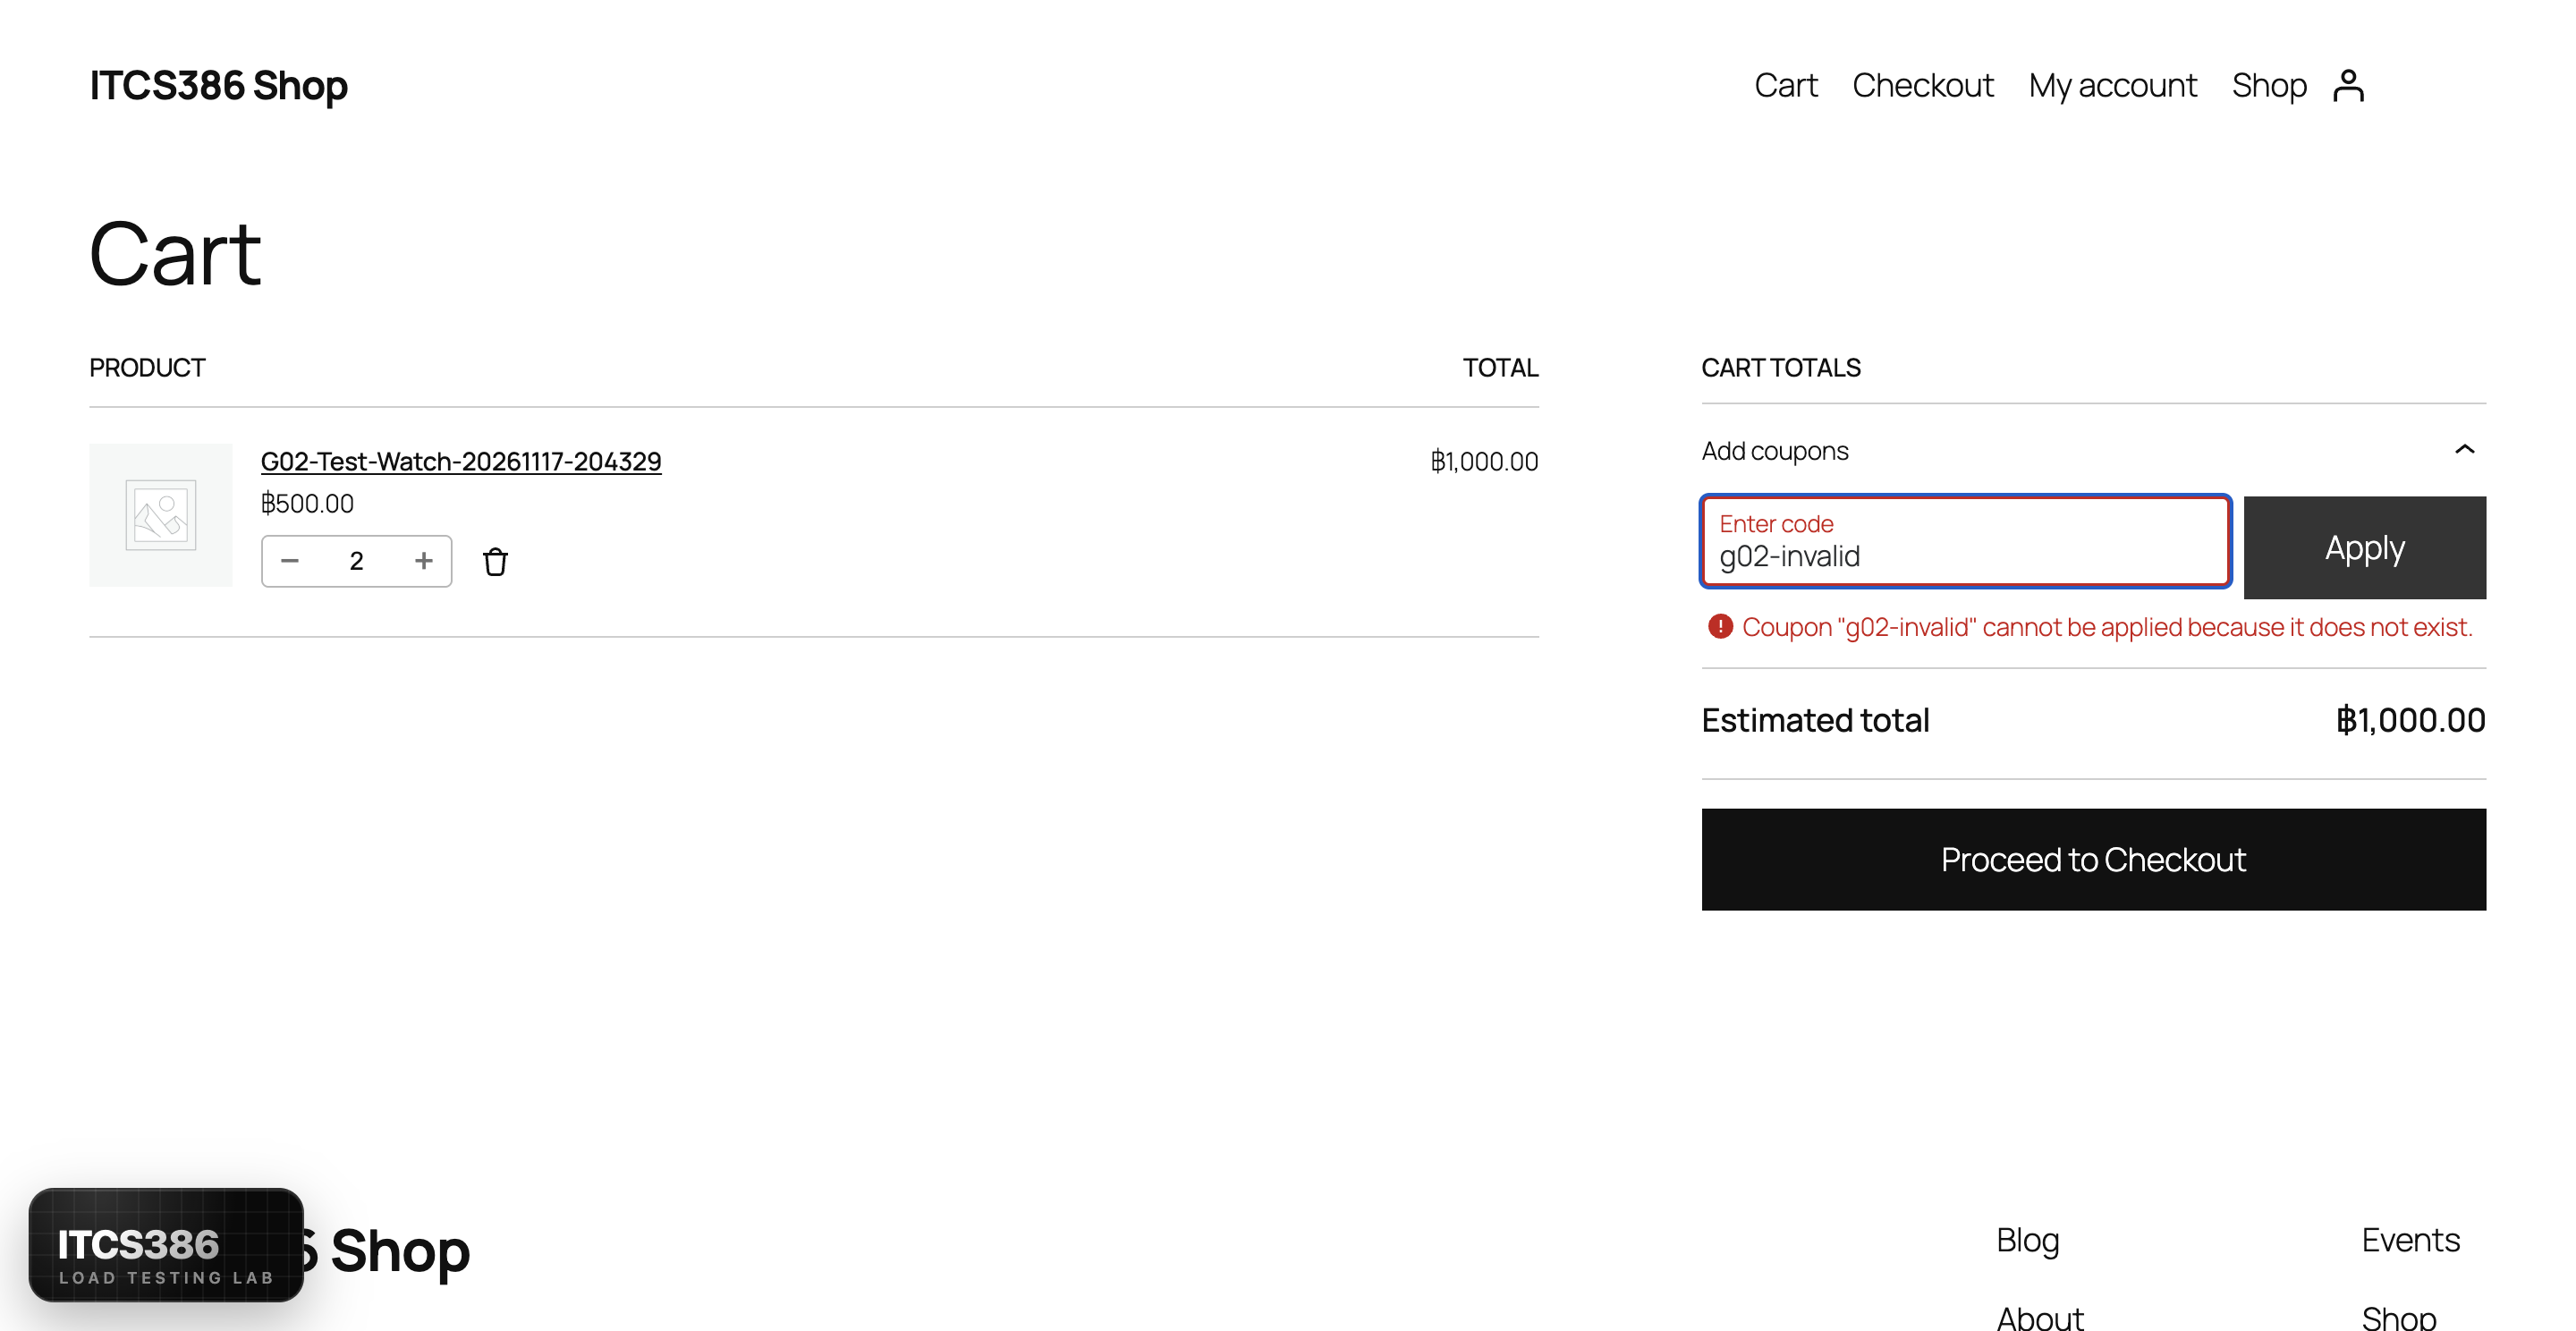 ITCS386 Shop
Cart Checkout My account Shop
Cart
PRODUCT TOTAL
G02-Test-Watch-20261117-204329 ฿1,000.00
฿500.00
− 2 +
CART TOTALS
Add coupons
Enter code
g02-invalid
Apply
Coupon "g02-invalid" cannot be applied because it does not exist.
Estimated total ฿1,000.00
Proceed to Checkout
ITCS386
LOAD TESTING LAB
Shop
Blog Events
About Shop